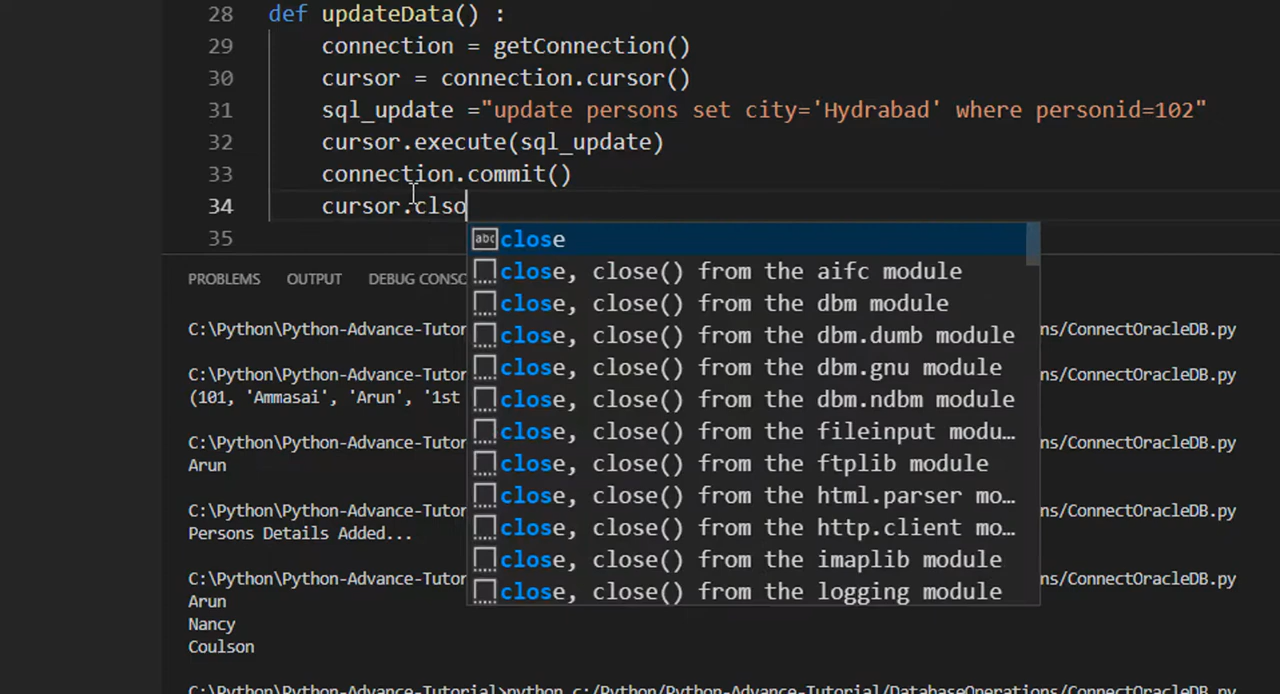 28 def updateData() :
29 connection = getConnection()
30 cursor = connection.cursor()
31 sql_update ="update persons set city='Hydrabad' where personid=102"
32 cursor.execute(sql_update)
33 connection.commit()
34 cursor.clso
35
abc close
close, close() from the aifc module
close, close() from the dbm module
close, close() from the dbm.dumb module
close, close() from the dbm.gnu module
close, close() from the dbm.ndbm module
close, close() from the fileinput modu…
close, close() from the ftplib module
close, close() from the html.parser mo…
close, close() from the http.client mo…
close, close() from the imaplib module
close, close() from the logging module
PROBLEMS OUTPUT DEBUG CONSO
C:\Python\Python-Advance-Tutor ns/ConnectOracleDB.py
C:\Python\Python-Advance-Tutor ns/ConnectOracleDB.py
(101, 'Ammasai', 'Arun', '1st
C:\Python\Python-Advance-Tutor ns/ConnectOracleDB.py
Arun
C:\Python\Python-Advance-Tutor ns/ConnectOracleDB.py
Persons Details Added...
C:\Python\Python-Advance-Tutor ns/ConnectOracleDB.py
Arun
Nancy
Coulson
C:\Python\Python-Advance-Tutorial>python c:/Python/Python-Advance-Tutorial/DatabaseOperations/ConnectOracleDB.py